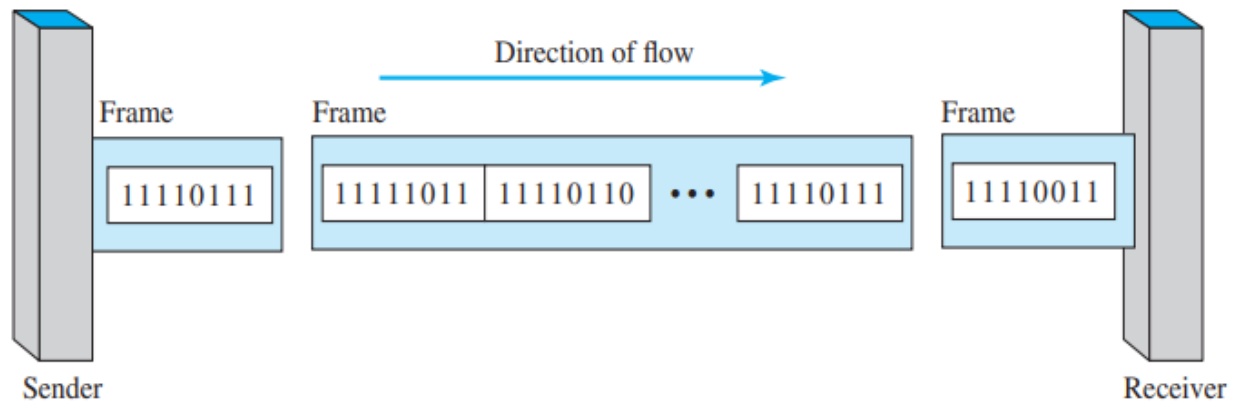 Direction of flow
Frame
Frame
Frame
11110111
11111011 11110110 ••• 11110111
11110011
Sender
Receiver